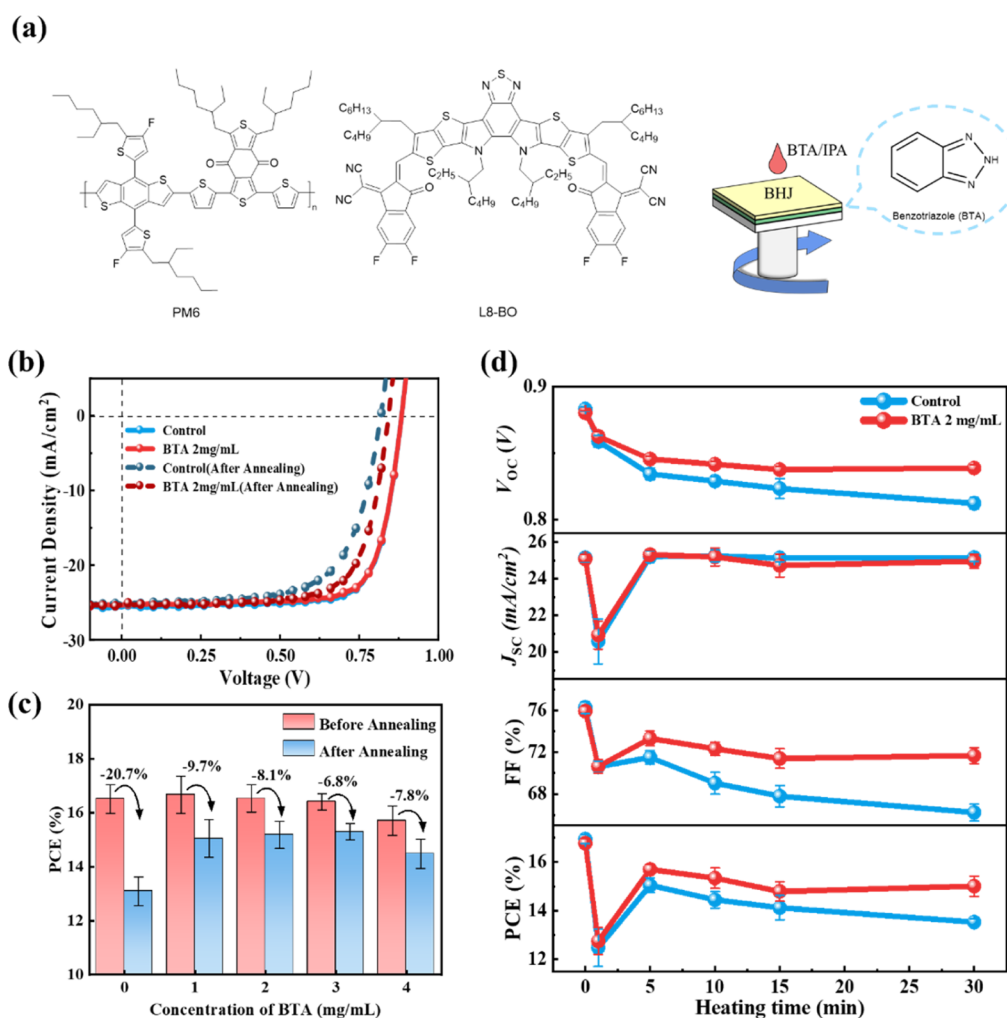 (a)
S
N N
C6H13
C4H9
S
S
S
S
C6H13
C4H9
N
N
C2H5
C4H9
C2H5
C4H9
NC
NC
O
O
CN
CN
F F
F F
L8-BO
F
S
S
S
S
S
S
O
O
S
S
n
F
PM6
BTA/IPA
BHJ
N
NH
N
Benzotriazole (BTA)
(b)
Current Density (mA/cm²)
0
-10
-20
-30
Control
BTA 2mg/mL
Control(After Annealing)
BTA 2mg/mL(After Annealing)
0.00 0.25 0.50 0.75 1.00
Voltage (V)
(c)
PCE (%)
20
18
16
14
12
10
Before Annealing
After Annealing
-20.7%
-9.7%
-8.1%
-6.8%
-7.8%
0 1 2 3 4
Concentration of BTA (mg/mL)
(d)
Control
BTA 2 mg/mL
VOC (V)
0.9
0.8
JSC (mA/cm²)
26
24
22
20
FF (%)
76
72
68
PCE (%)
16
14
12
0 5 10 15 20 25 30
Heating time (min)